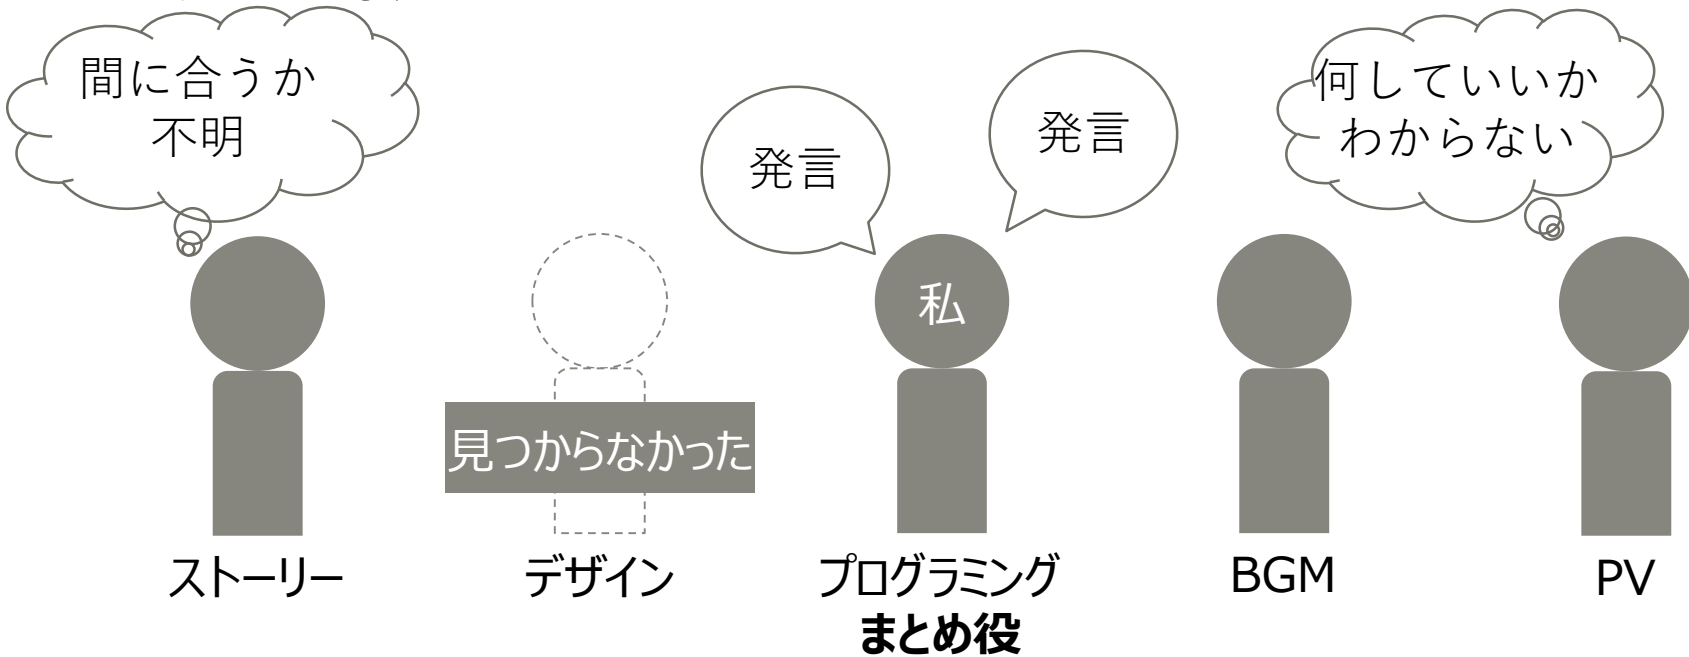 間に合うか
不明
発言
発言
何していいか
わからない
私
見つからなかった
ストーリー
デザイン
プログラミング
まとめ役
BGM
PV